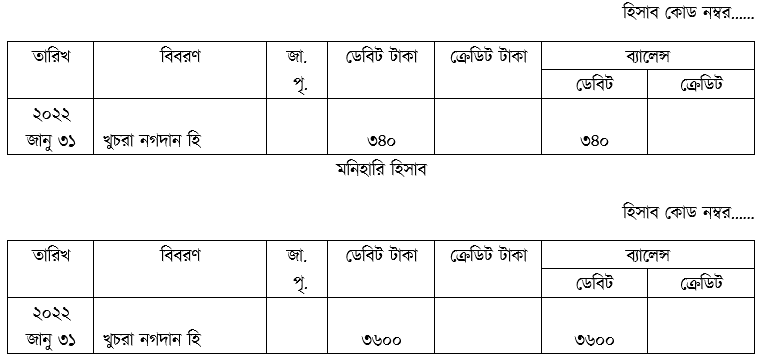 হিসাব কোড নম্বর......
তারিখ বিবরণ জা. ডেবিট টাকা ক্রেডিট টাকা ব্যালেন্স
পৃ. ডেবিট ক্রেডিট
২০২২
জানু ৩১ খুচরা নগদান হি ৩৪০ ৩৪০
মনিহারি হিসাব
হিসাব কোড নম্বর......
তারিখ বিবরণ জা. ডেবিট টাকা ক্রেডিট টাকা ব্যালেন্স
পৃ. ডেবিট ক্রেডিট
২০২২
জানু ৩১ খুচরা নগদান হি ৩৬০০ ৩৬০০